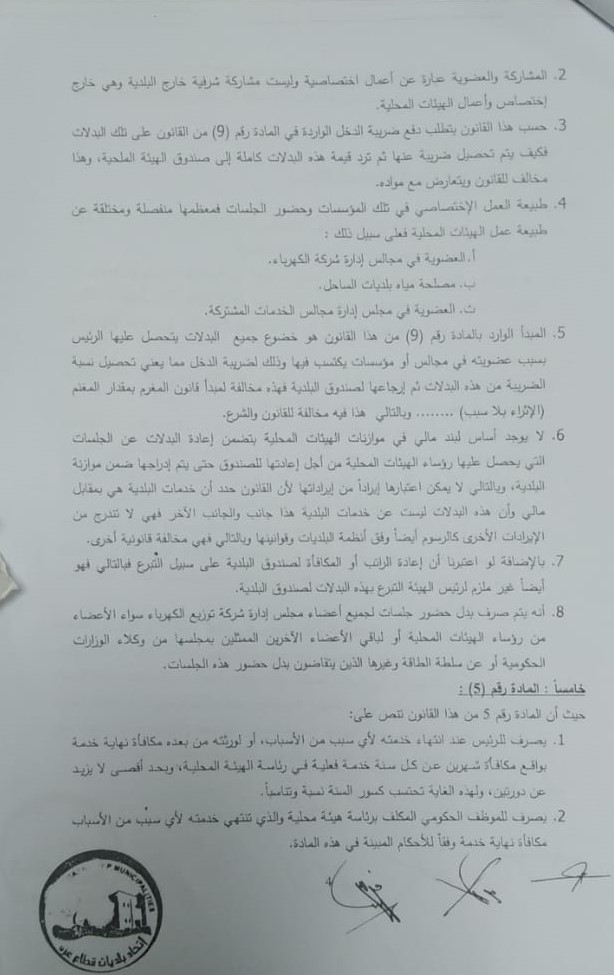 2. المشاركة والعضوية عبارة عن أعمال اختصاصية وليست مشاركة شرفية خارج البلدية وهي خارج
إختصاص وأعمال الهيئات المحلية.
3. حسب هذا القانون يتطلب دفع ضريبة الدخل الواردة في المادة رقم (9) من القانون على تلك البدلات
فكيف يتم تحصيل ضريبة عنها ثم ترد قيمة هذه البدلات كاملة إلى صندوق الهيئة الملحية، وهذا
مخالف للقانون ويتعارض مع مواده.
4. طبيعة العمل الإختصاصي في تلك المؤسسات وحضور الجلسات فمعظمها منفصلة ومختلفة عن
طبيعة عمل الهيئات المحلية فعلى سبيل ذلك :
أ. العضوية في مجالس إدارة شركة الكهرباء.
ب. مصلحة مياه بلديات الساحل.
ث. العضوية في مجلس إدارة مجالس الخدمات المشتركة.
5. المبدأ الوارد بالمادة رقم (9) من هذا القانون هو خضوع جميع البدلات يتحصل عليها الرئيس
بسبب عضويته في مجالس أو مؤسسات يكتسب فيها وذلك لضريبة الدخل مما يعني تحصيل نسبة
الضريبة من هذه البدلات ثم إرجاعها لصندوق البلدية فهذه مخالفة لمبدأ قانون المغرم بمقدار المغنم
(الإثراء بلا سبب) ........ وبالتالي هذا فيه مخالفة للقانون والشرع.
6. لا يوجد أساس لبند مالي في موازنات الهيئات المحلية يتضمن إعادة البدلات عن الجلسات
التي يحصل عليها رؤساء الهيئات المحلية من أجل إعادتها للصندوق حتى يتم إدراجها ضمن موازنة
البلدية، وبالتالي لا يمكن اعتبارها إيراداً من إيراداتها لأن القانون حدد أن خدمات البلدية هي بمقابل
مالي وأن هذه البدلات ليست عن خدمات البلدية هذا جانب والجانب الآخر فهي لا تندرج من
الإيرادات الأخرى كالرسوم أيضاً وفق أنظمة البلديات وقوانينها وبالتالي فهي مخالفة قانونية أخرى.
7. بالإضافة لو اعتبرنا أن إعادة الراتب أو المكافأة لصندوق البلدية على سبيل التبرع فبالتالي فهو
أيضاً غير ملزم لرئيس الهيئة التبرع بهذه البدلات لصندوق البلدية.
8. أنه يتم صرف بدل حضور جلسات لجميع أعضاء مجلس إدارة شركة توزيع الكهرباء سواء الأعضاء
من رؤساء الهيئات المحلية أو لباقي الأعضاء الآخرين الممثلين بمجلسها من وكلاء الوزارات
الحكومية أو عن سلطة الطاقة وغيرها الذين يتقاضون بدل حضور هذه الجلسات.
خامساً : المادة رقم (5) :
حيث أن المادة رقم 5 من هذا القانون تنص على:
1. يصرف للرئيس عند انتهاء خدمته لأي سبب من الأسباب، أو لورثته من بعده مكافأة نهاية خدمة
بواقع مكافأة شهرين عن كل سنة خدمة فعلية في رئاسة الهيئة المحلية، وبحد أقصى لا يزيد
عن دورتين، ولهذه الغاية تحتسب كسور السنة نسبة وتناسباً.
2. يصرف للموظف الحكومي المكلف برئاسة هيئة محلية والذي تنتهي خدمته لأي سبب من الأسباب
مكافأة نهاية خدمة وفقاً للأحكام المبينة في هذه المادة.
MUNICIPALITIES
إتحاد بلديات قطاع غزة